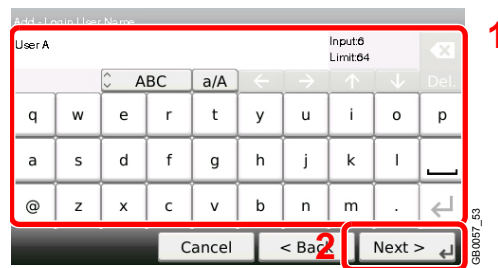 Add - Login User Name
1
User A
Input:6
Limit:64
ABC a/A Del.
q w e r t y u i o p
a s d f g h j k l
@ z x c v b n m .
Cancel < Back 2 Next >
GB0057_53